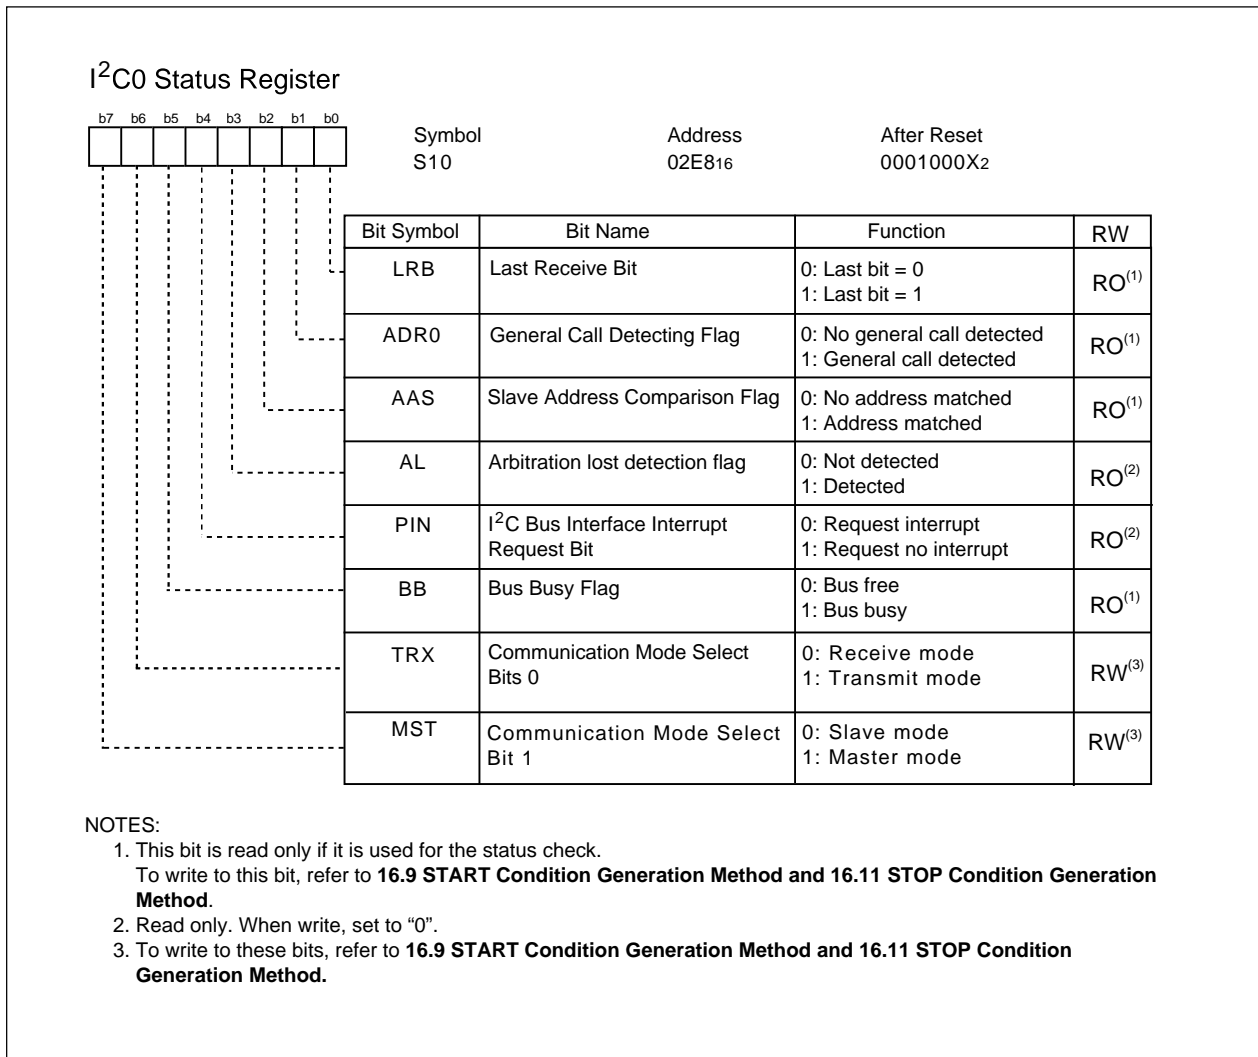 I²C0 Status Register
b7 b6 b5 b4 b3 b2 b1 b0
Symbol Address After Reset
S10 02E816 0001000X2
Bit Symbol Bit Name Function RW
LRB Last Receive Bit 0: Last bit = 0
1: Last bit = 1 RO(1)
ADR0 General Call Detecting Flag 0: No general call detected
1: General call detected RO(1)
AAS Slave Address Comparison Flag 0: No address matched
1: Address matched RO(1)
AL Arbitration lost detection flag 0: Not detected
1: Detected RO(2)
PIN I²C Bus Interface Interrupt 0: Request interrupt
Request Bit 1: Request no interrupt RO(2)
BB Bus Busy Flag 0: Bus free
1: Bus busy RO(1)
TRX Communication Mode Select 0: Receive mode
Bits 0 1: Transmit mode RW(3)
MST Communication Mode Select 0: Slave mode
Bit 1 1: Master mode RW(3)
NOTES:
1. This bit is read only if it is used for the status check.
To write to this bit, refer to 16.9 START Condition Generation Method and 16.11 STOP Condition Generation
Method.
2. Read only. When write, set to “0”.
3. To write to these bits, refer to 16.9 START Condition Generation Method and 16.11 STOP Condition
Generation Method.